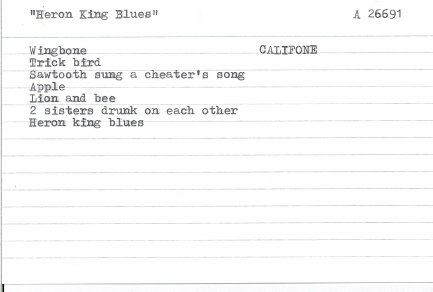 "Heron King Blues" A 26691
Wingbone CALIFONE
Trick bird
Sawtooth sung a cheater's song
Apple
Lion and bee
2 sisters drunk on each other
Heron king blues